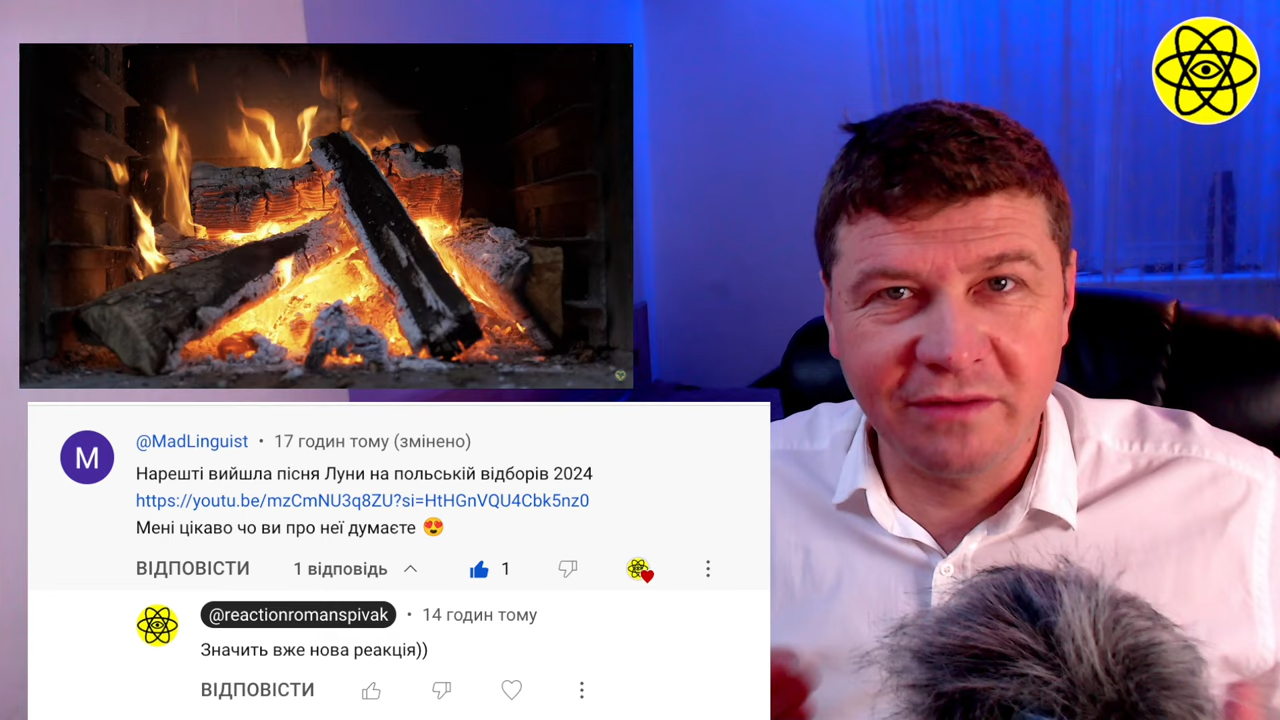 M
@MadLinguist • 17 годин тому (змінено)
Нарешті вийшла пісня Луни на польській відборів 2024
https://youtu.be/mzCmNU3q8ZU?si=HtHGnVQU4Cbk5nz0
Мені цікаво чо ви про неї думаєте 😍
ВІДПОВІСТИ 1 відповідь 1
@reactionromanspivak • 14 годин тому
Значить вже нова реакція))
ВІДПОВІСТИ